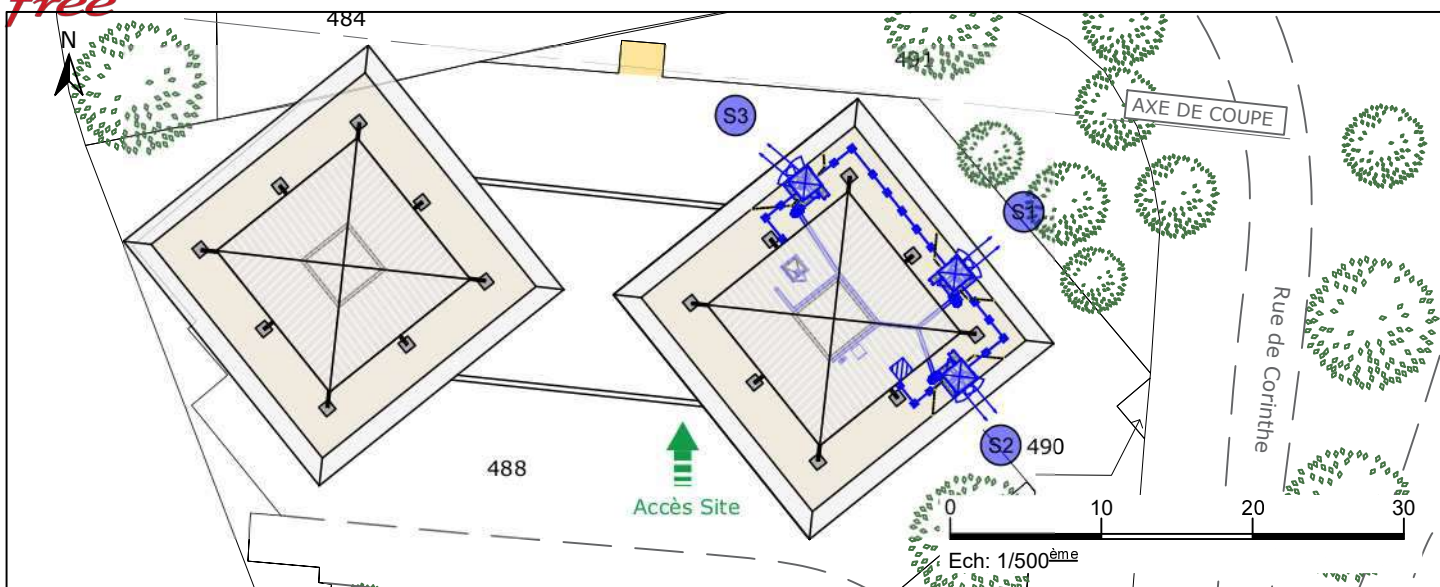 free
484
N
491
S3
AXE DE COUPE
S1
Rue de Corinthe
S2
490
488
Accès Site
0 10 20 30
Ech: 1/500ème